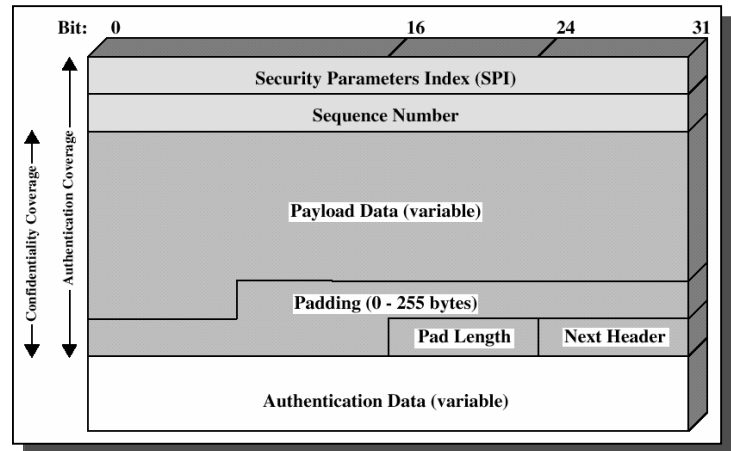 Bit: 0 16 24 31
Security Parameters Index (SPI)
Sequence Number
Confidentiality Coverage
Authentication Coverage
Payload Data (variable)
Padding (0 - 255 bytes)
Pad Length Next Header
Authentication Data (variable)